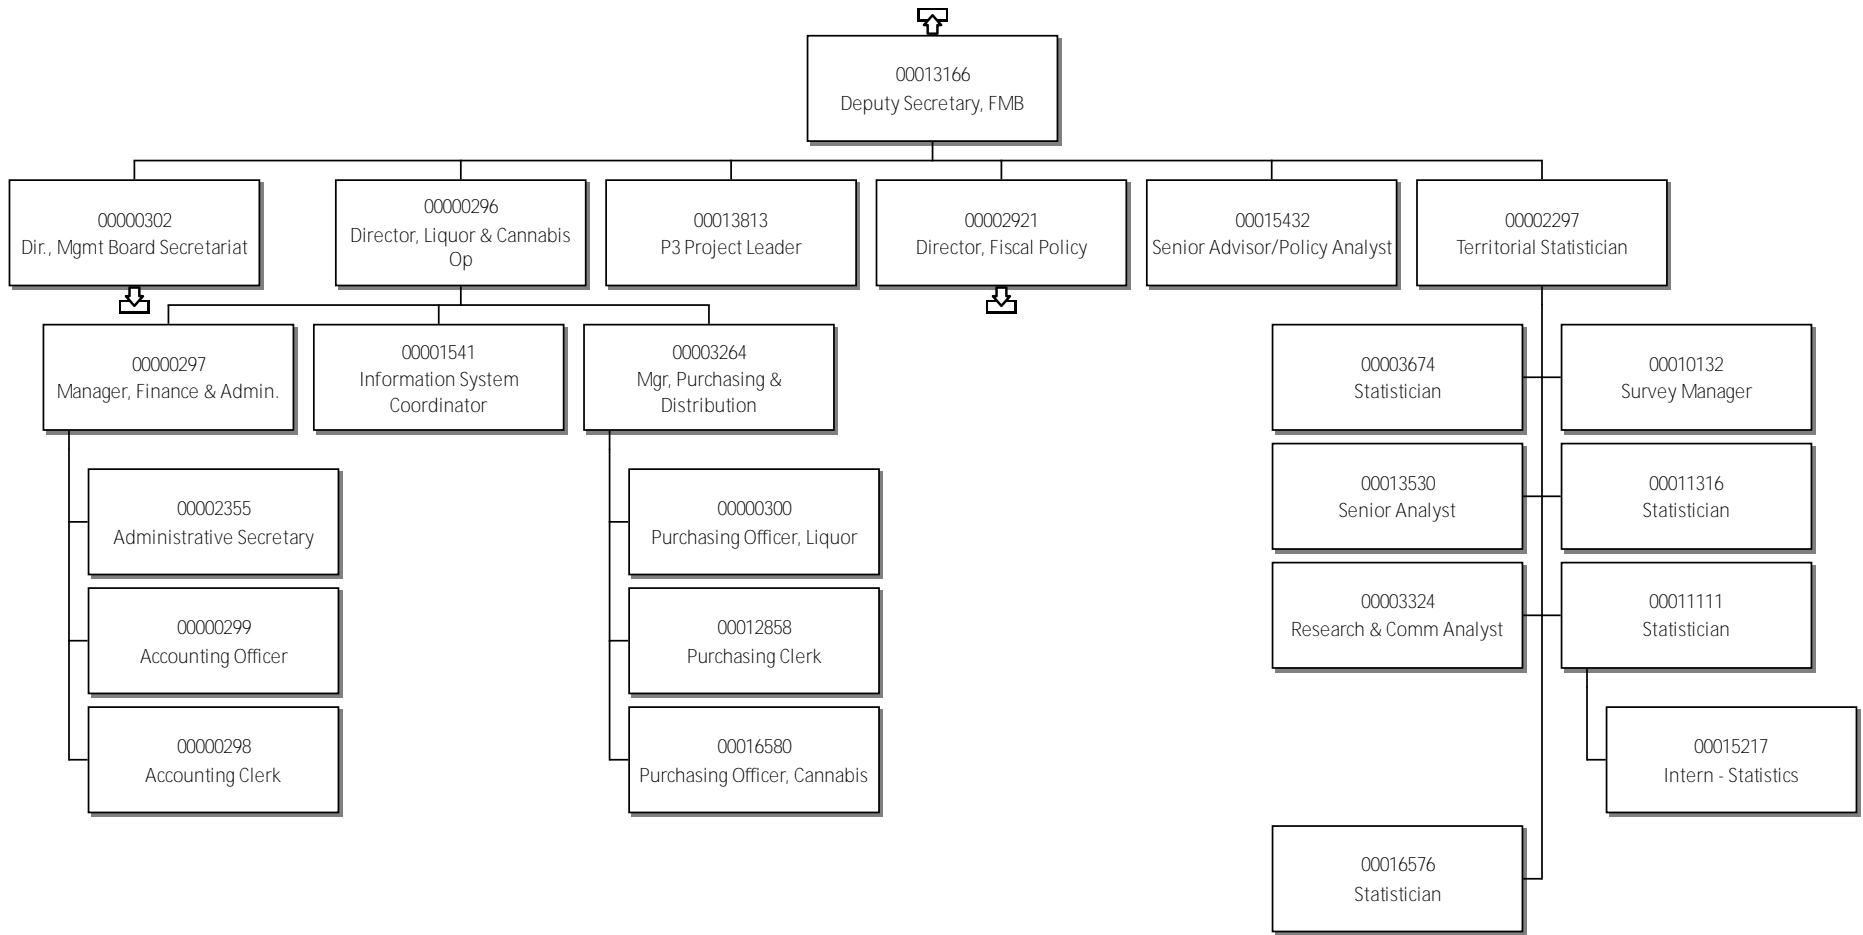 00013166
Deputy Secretary, FMB
00000302
Dir., Mgmt Board Secretariat
00000296
Director, Liquor & Cannabis
Op
00013813
P3 Project Leader
00002921
Director, Fiscal Policy
00015432
Senior Advisor/Policy Analyst
00002297
Territorial Statistician
00000297
Manager, Finance & Admin.
00001541
Information System
Coordinator
00003264
Mgr, Purchasing &
Distribution
00003674
Statistician
00010132
Survey Manager
00002355
Administrative Secretary
00000300
Purchasing Officer, Liquor
00013530
Senior Analyst
00011316
Statistician
00000299
Accounting Officer
00012858
Purchasing Clerk
00003324
Research & Comm Analyst
00011111
Statistician
00000298
Accounting Clerk
00016580
Purchasing Officer, Cannabis
00015217
Intern - Statistics
00016576
Statistician